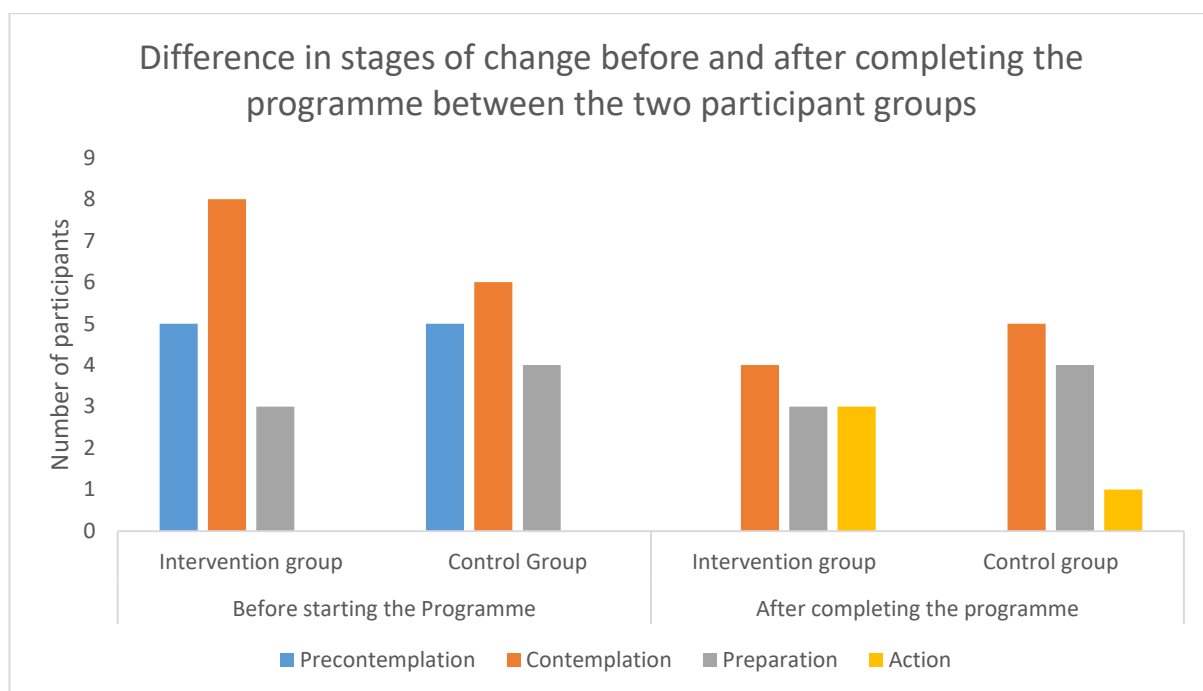 Difference in stages of change before and after completing the
programme between the two participant groups
Number of participants
9
8
7
6
5
4
3
2
1
0
Intervention group
Control Group
Intervention group
Control group
Before starting the Programme
After completing the programme
Precontemplation
Contemplation
Preparation
Action